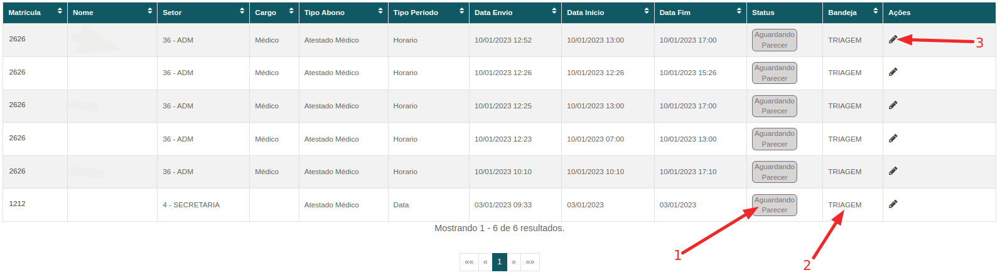 Matrícula Nome Setor Cargo Tipo Abono Tipo Período Data Envio Data Início Data Fim Status Bandeja Ações
2626 36 - ADM Médico Atestado Médico Horario 10/01/2023 12:52 10/01/2023 13:00 10/01/2023 17:00 Aguardando Parecer TRIAGEM 3
2626 36 - ADM Médico Atestado Médico Horario 10/01/2023 12:26 10/01/2023 12:26 10/01/2023 15:26 Aguardando Parecer TRIAGEM
2626 36 - ADM Médico Atestado Médico Horario 10/01/2023 12:25 10/01/2023 13:00 10/01/2023 17:00 Aguardando Parecer TRIAGEM
2626 36 - ADM Médico Atestado Médico Horario 10/01/2023 12:23 10/01/2023 07:00 10/01/2023 13:00 Aguardando Parecer TRIAGEM
2626 36 - ADM Médico Atestado Médico Horario 10/01/2023 10:10 10/01/2023 10:10 10/01/2023 17:10 Aguardando Parecer TRIAGEM
1212 4 - SECRETARIA Atestado Médico Data 03/01/2023 09:33 03/01/2023 03/01/2023 Aguardando Parecer TRIAGEM
Mostrando 1 - 6 de 6 resultados.
1 2
«« « 1 » »»